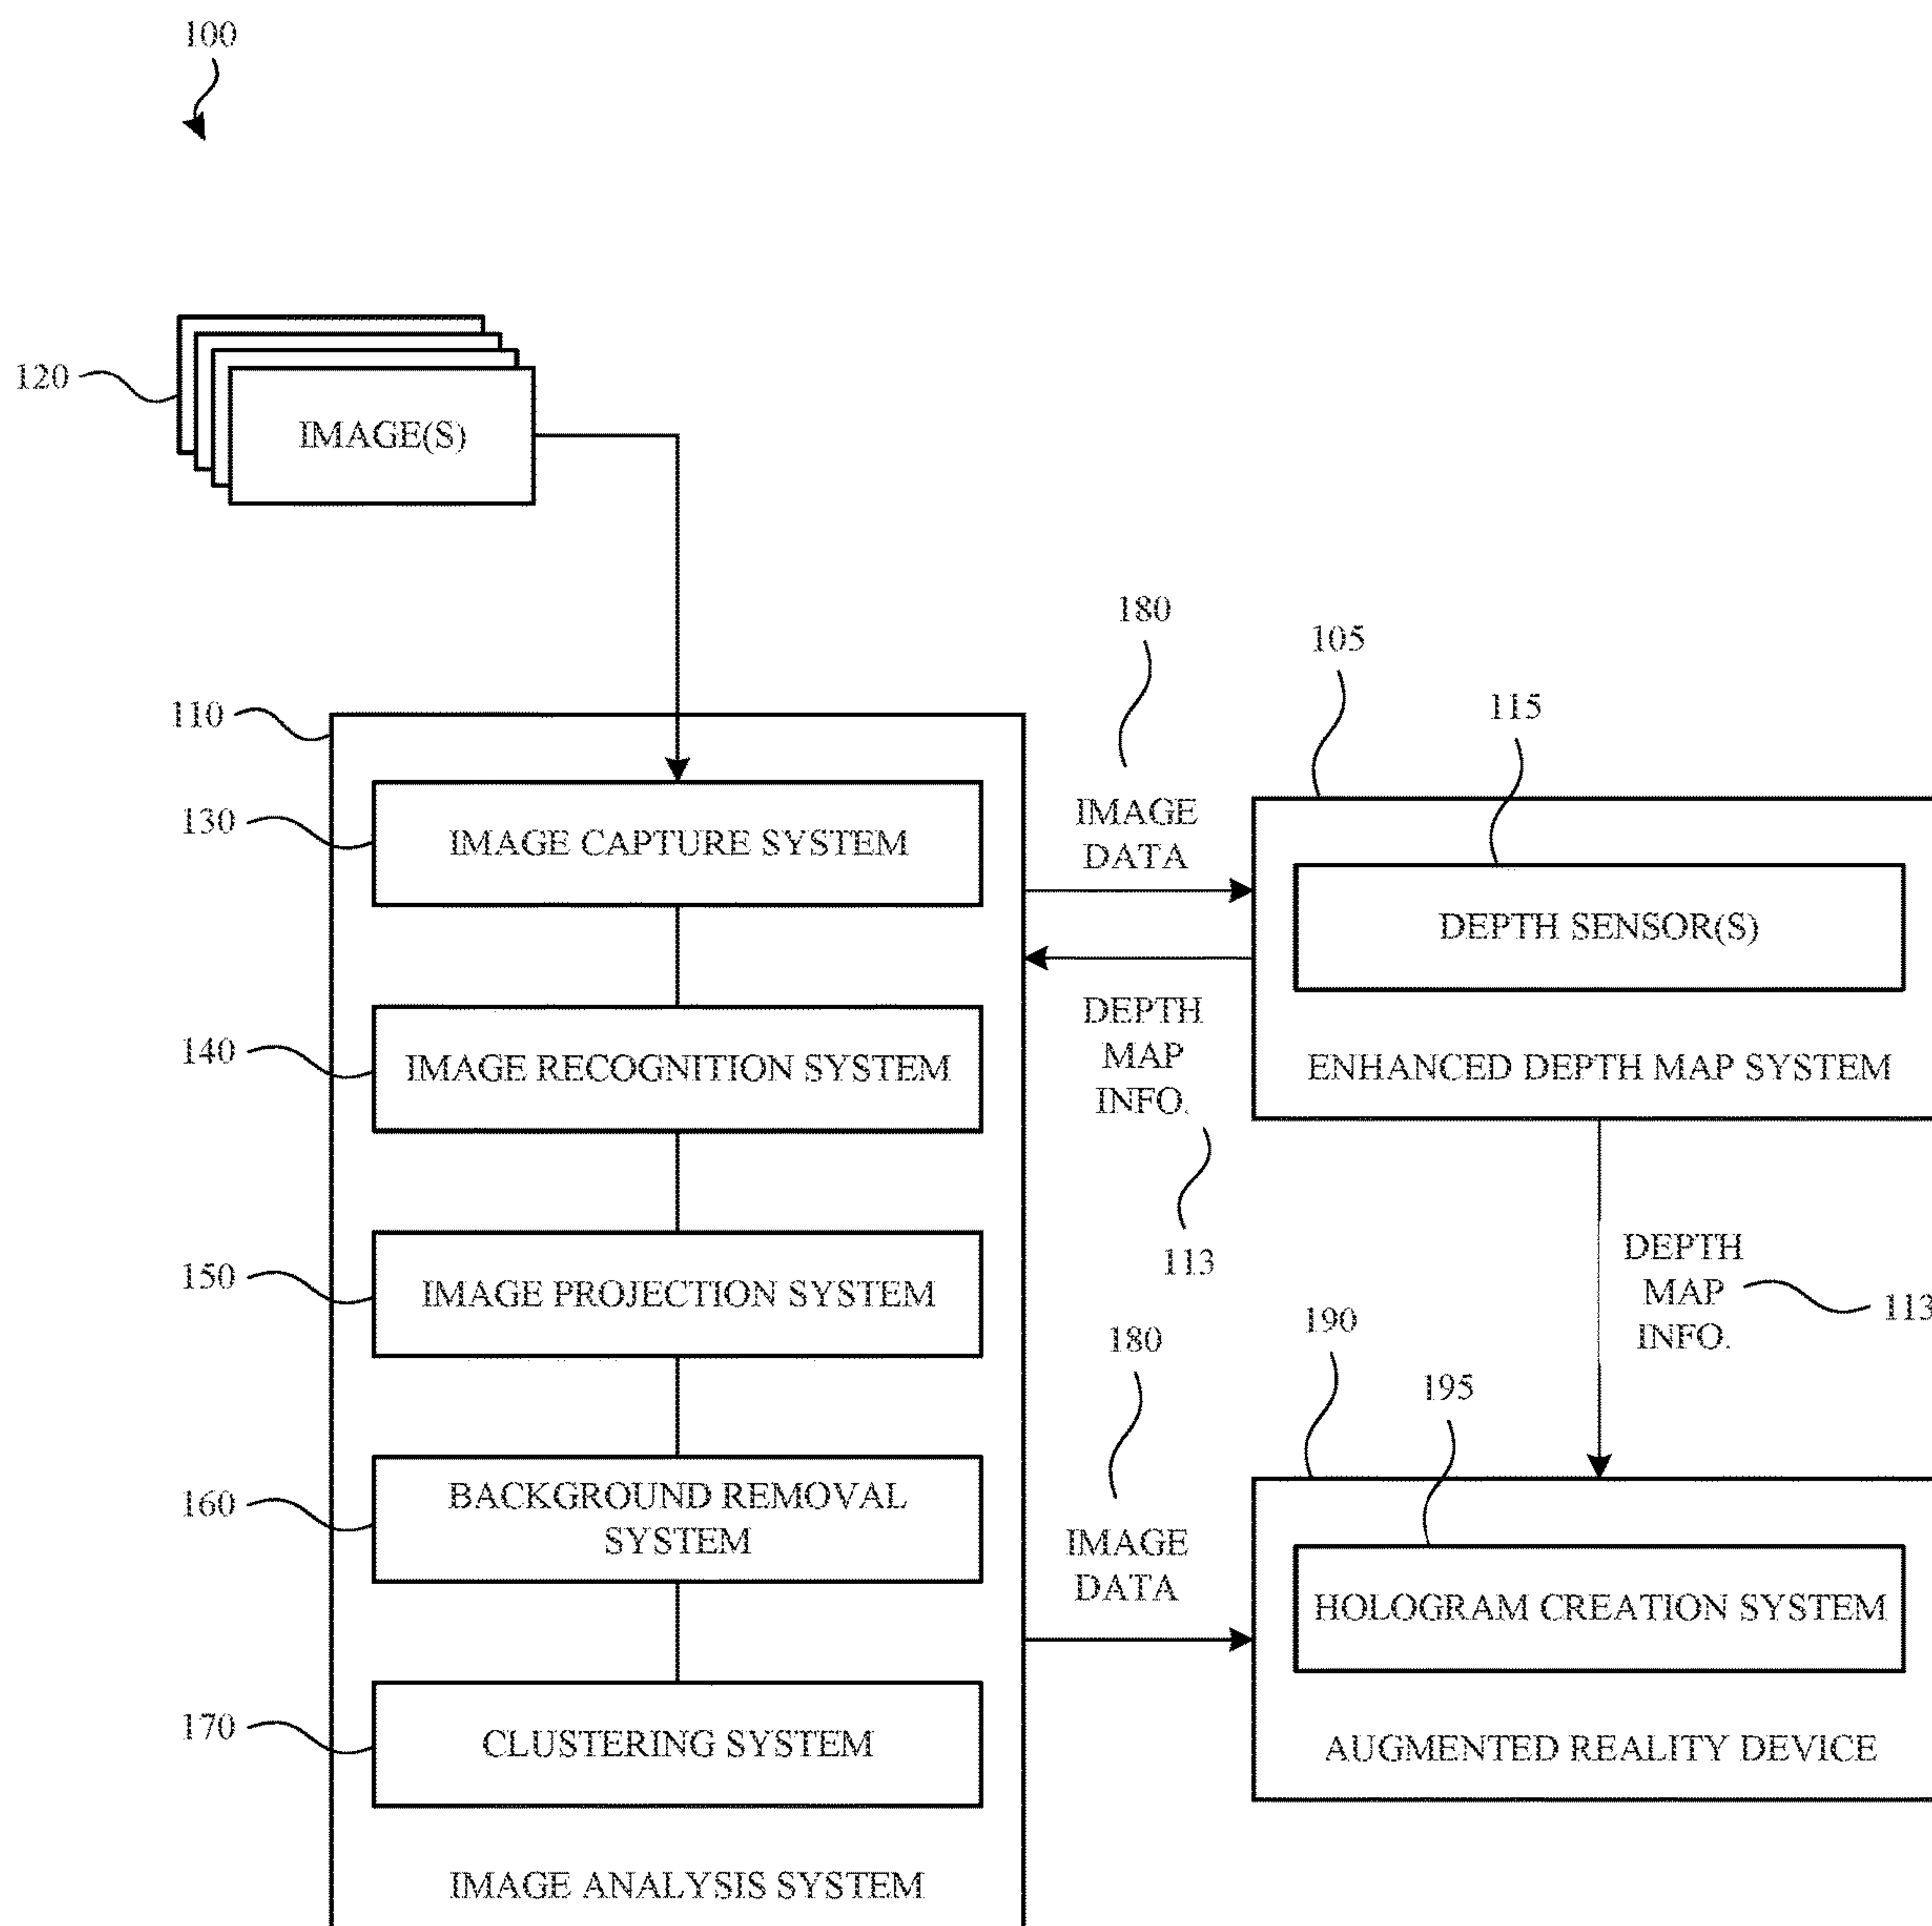 100
120
IMAGE(S)
180
105
115
110
130
IMAGE CAPTURE SYSTEM
IMAGE
DATA
DEPTH SENSOR(S)
140
IMAGE RECOGNITION SYSTEM
DEPTH
MAP
INFO.
113
ENHANCED DEPTH MAP SYSTEM
150
IMAGE PROJECTION SYSTEM
DEPTH
MAP
INFO.
113
180
190
195
160
BACKGROUND REMOVAL
SYSTEM
IMAGE
DATA
HOLOGRAM CREATION SYSTEM
170
CLUSTERING SYSTEM
AUGMENTED REALITY DEVICE
IMAGE ANALYSIS SYSTEM